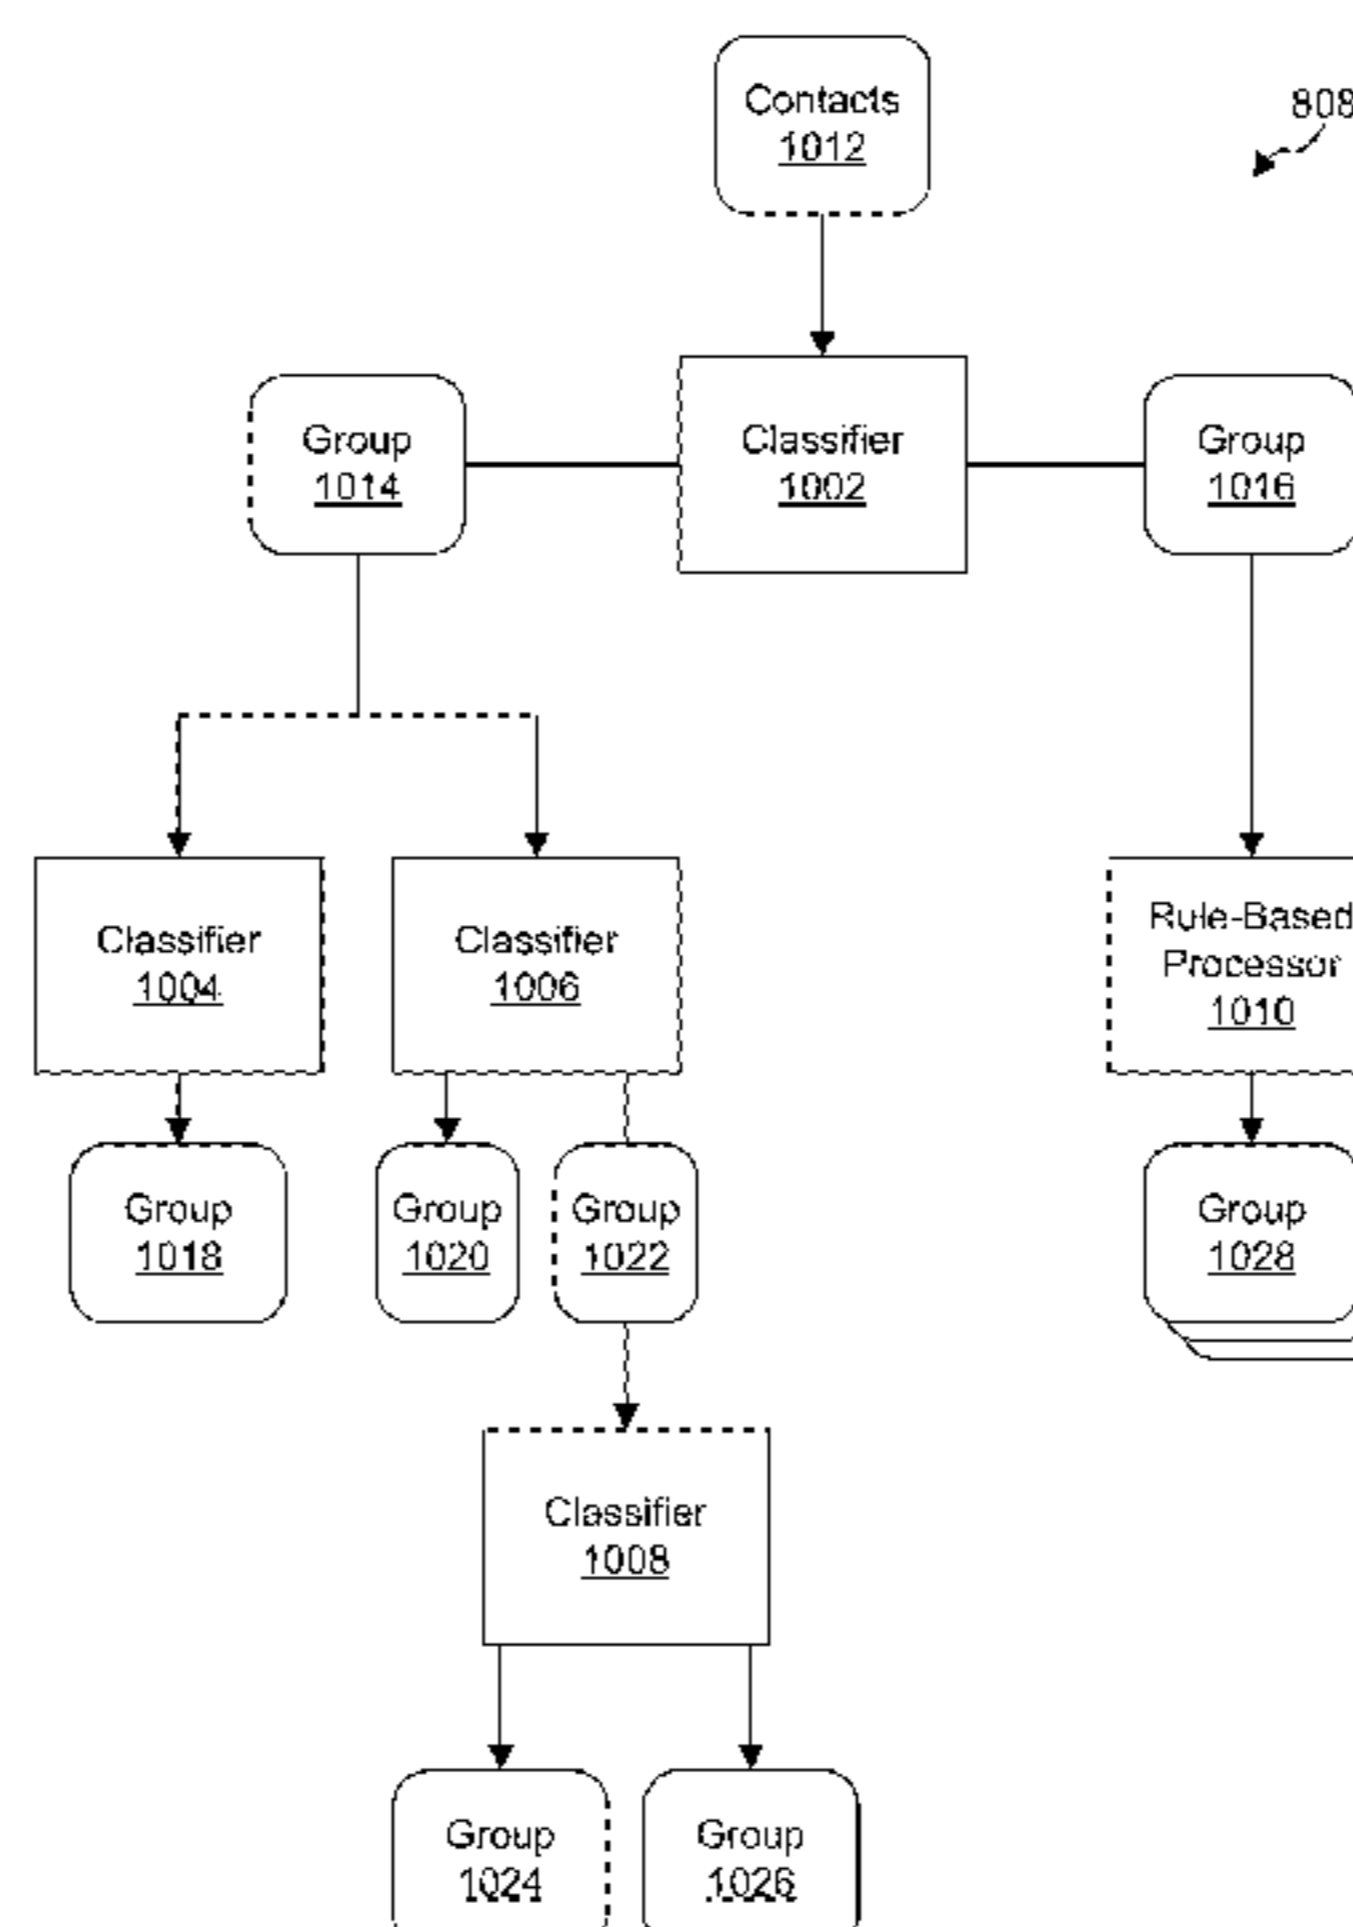 Contacts
1012
808
Group
1014
Classifier
1002
Group
1016
Classifier
1004
Classifier
1006
Rule-Based
Processor
1010
Group
1018
Group
1020
Group
1022
Group
1028
Classifier
1008
Group
1024
Group
1026